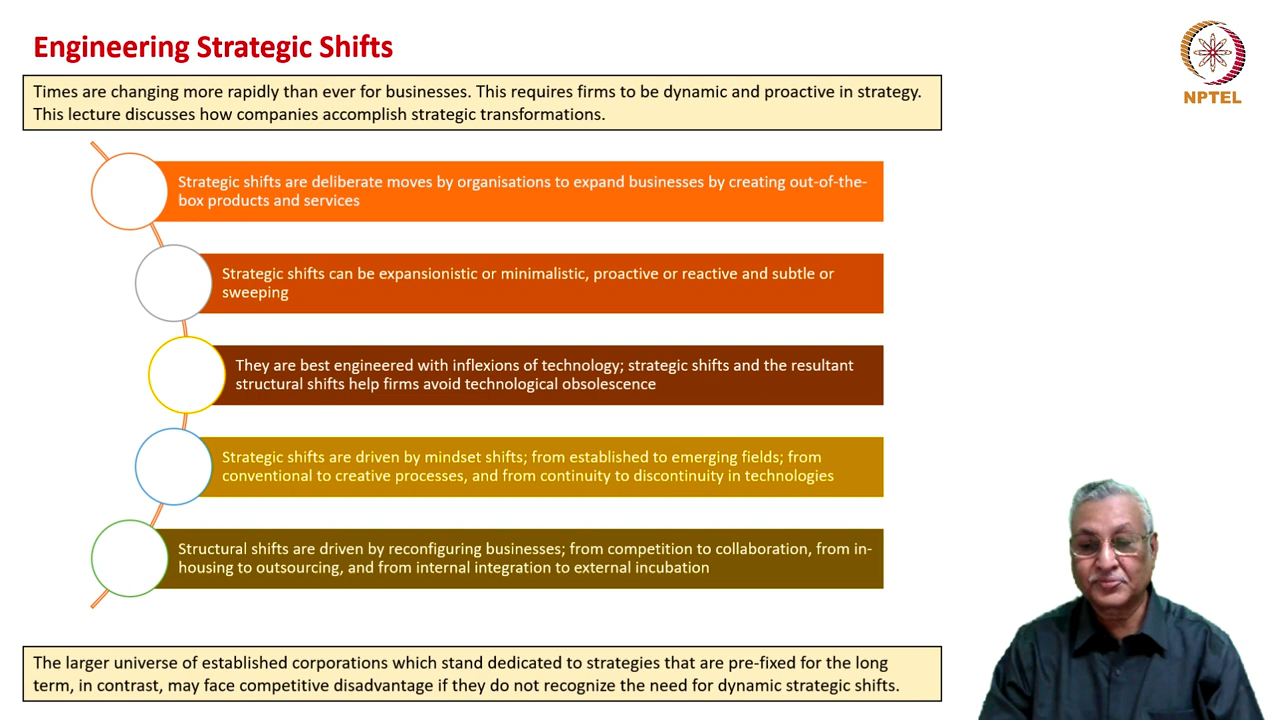 Engineering Strategic Shifts
NPTEL
Times are changing more rapidly than ever for businesses. This requires firms to be dynamic and proactive in strategy.
This lecture discusses how companies accomplish strategic transformations.
Strategic shifts are deliberate moves by organisations to expand businesses by creating out-of-the-
box products and services
Strategic shifts can be expansionistic or minimalistic, proactive or reactive and subtle or
sweeping
They are best engineered with inflexions of technology; strategic shifts and the resultant
structural shifts help firms avoid technological obsolescence
Strategic shifts are driven by mindset shifts; from established to emerging fields; from
conventional to creative processes, and from continuity to discontinuity in technologies
Structural shifts are driven by reconfiguring businesses; from competition to collaboration, from in-
housing to outsourcing, and from internal integration to external incubation
The larger universe of established corporations which stand dedicated to strategies that are pre-fixed for the long
term, in contrast, may face competitive disadvantage if they do not recognize the need for dynamic strategic shifts.